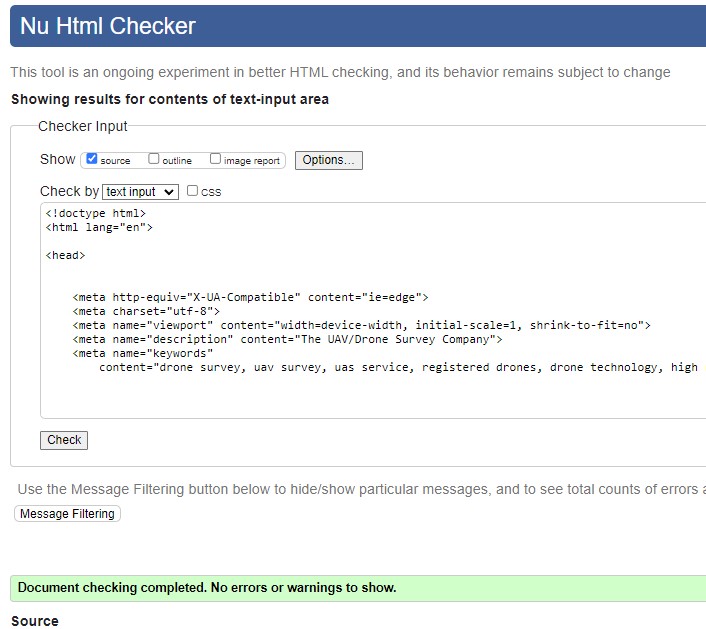 Nu Html Checker
This tool is an ongoing experiment in better HTML checking, and its behavior remains subject to change
Showing results for contents of text-input area
Checker Input
Show source outline image report Options...
Check by text input css
<!doctype html>
<html lang="en">
<head>
<meta http-equiv="X-UA-Compatible" content="ie=edge">
<meta charset="utf-8">
<meta name="viewport" content="width=device-width, initial-scale=1, shrink-to-fit=no">
<meta name="description" content="The UAV/Drone Survey Company">
<meta name="keywords"
content="drone survey, uav survey, uas service, registered drones, drone technology, high
Check
Use the Message Filtering button below to hide/show particular messages, and to see total counts of errors a
Message Filtering
Document checking completed. No errors or warnings to show.
Source